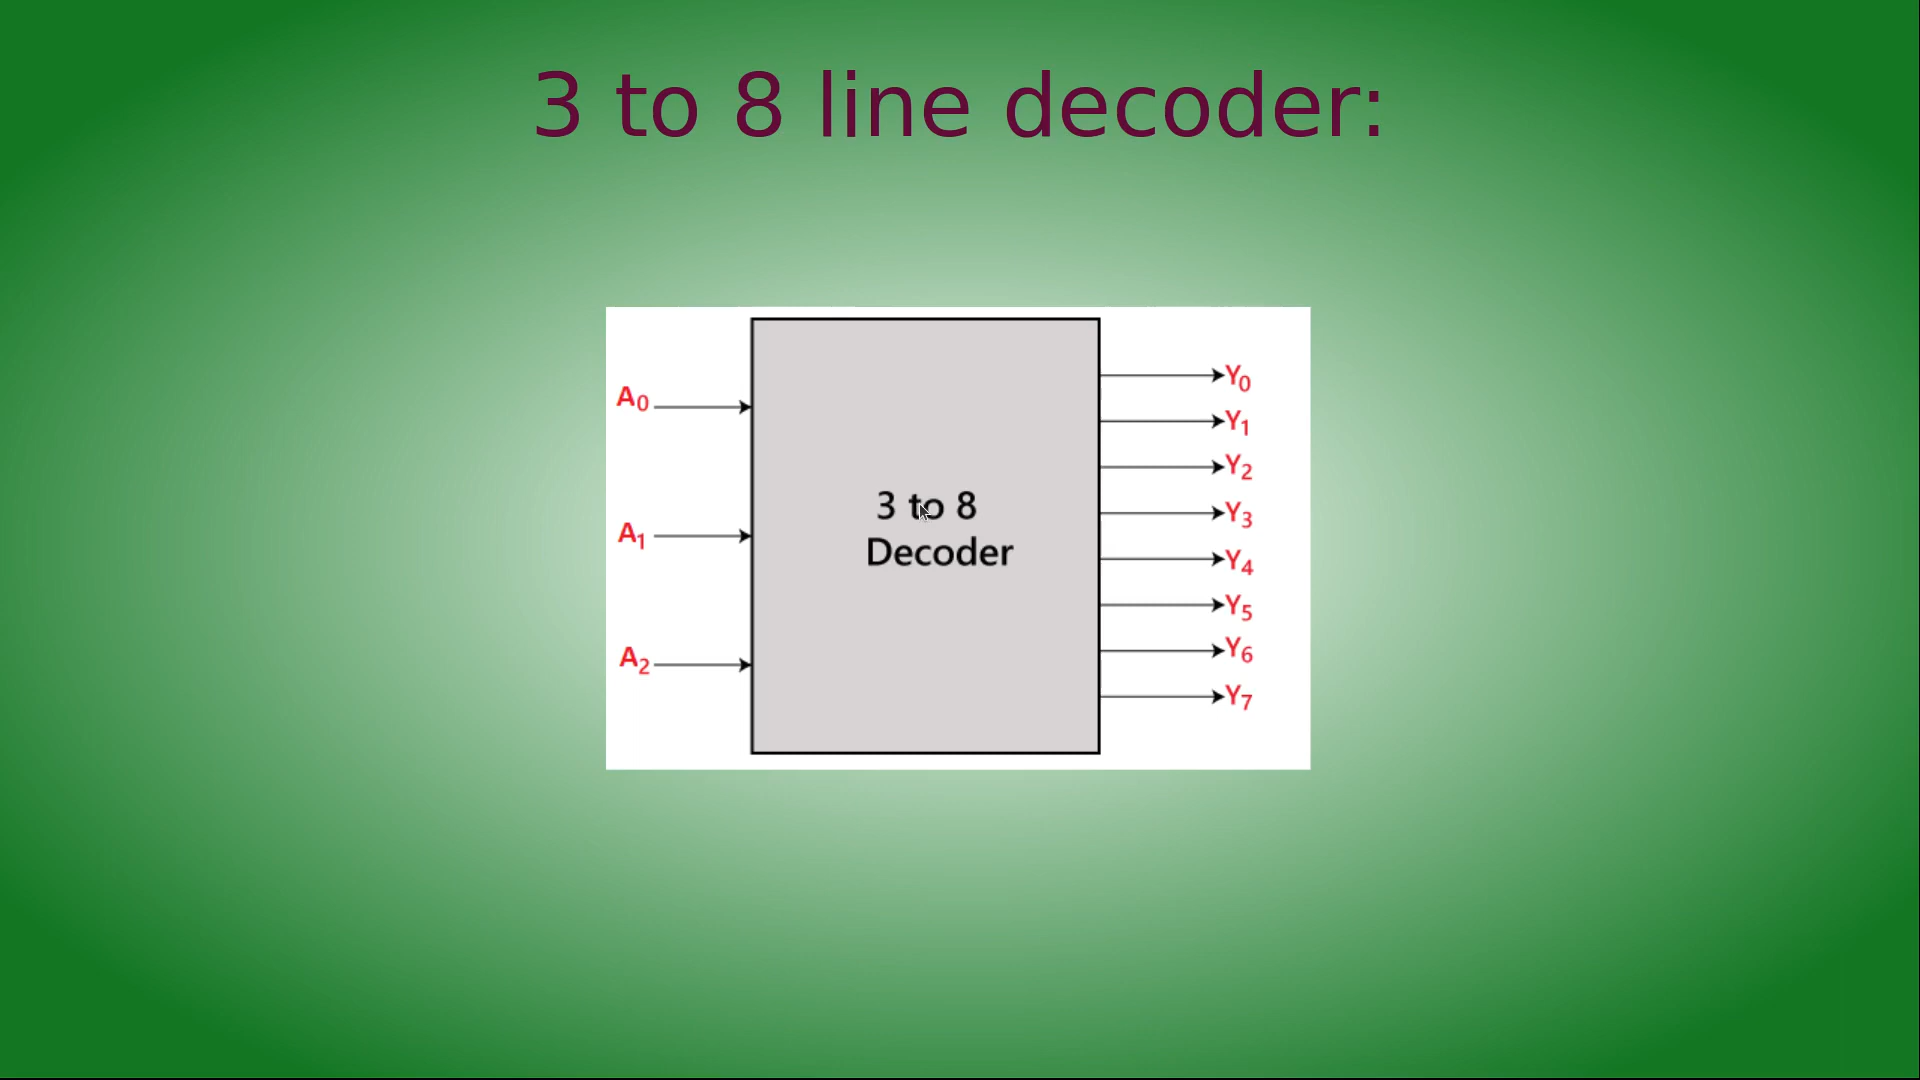 3 to 8 line decoder:
A0
A1
A2
3 to 8
Decoder
Y0
Y1
Y2
Y3
Y4
Y5
Y6
Y7